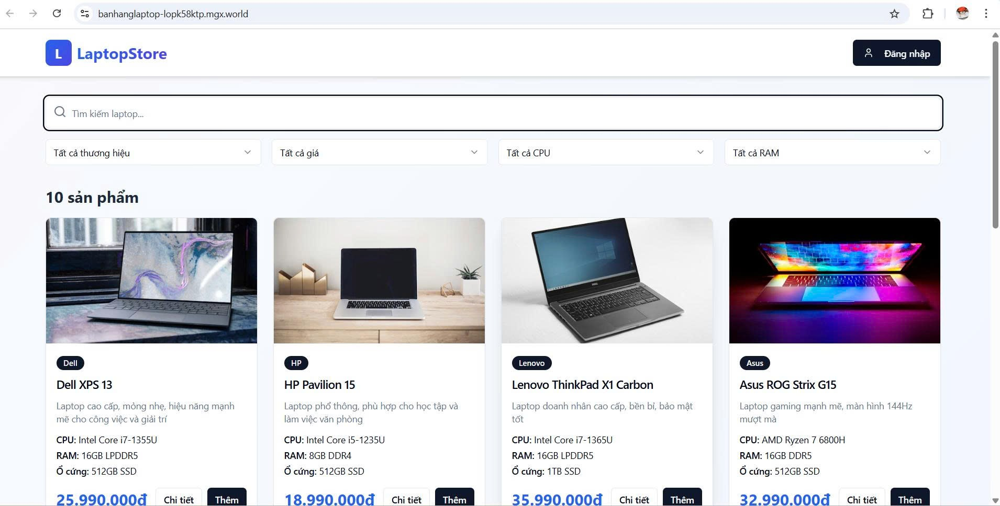 banhanglaptop-lopk58ktp.mgx.world
L LaptopStore
Đăng nhập
Tìm kiếm laptop...
Tất cả thương hiệu
Tất cả giá
Tất cả CPU
Tất cả RAM
10 sản phẩm
DELL
Dell
Dell XPS 13
Laptop cao cấp, mỏng nhẹ, hiệu năng mạnh
mẽ cho công việc và giải trí
CPU: Intel Core i7-1355U
RAM: 16GB LPDDR5
Ổ cứng: 512GB SSD
25.990.000đ
Chi tiết
Thêm
HP
HP Pavilion 15
Laptop phổ thông, phù hợp cho học tập và
làm việc văn phòng
CPU: Intel Core i5-1235U
RAM: 8GB DDR4
Ổ cứng: 512GB SSD
18.990.000đ
Chi tiết
Thêm
Lenovo
Lenovo ThinkPad X1 Carbon
Laptop doanh nhân cao cấp, bền bỉ, bảo mật
tốt
CPU: Intel Core i7-1365U
RAM: 16GB LPDDR5
Ổ cứng: 1TB SSD
35.990.000đ
Chi tiết
Thêm
Asus
Asus ROG Strix G15
Laptop gaming mạnh mẽ, màn hình 144Hz
mượt mà
CPU: AMD Ryzen 7 6800H
RAM: 16GB DDR5
Ổ cứng: 512GB SSD
32.990.000đ
Chi tiết
Thêm